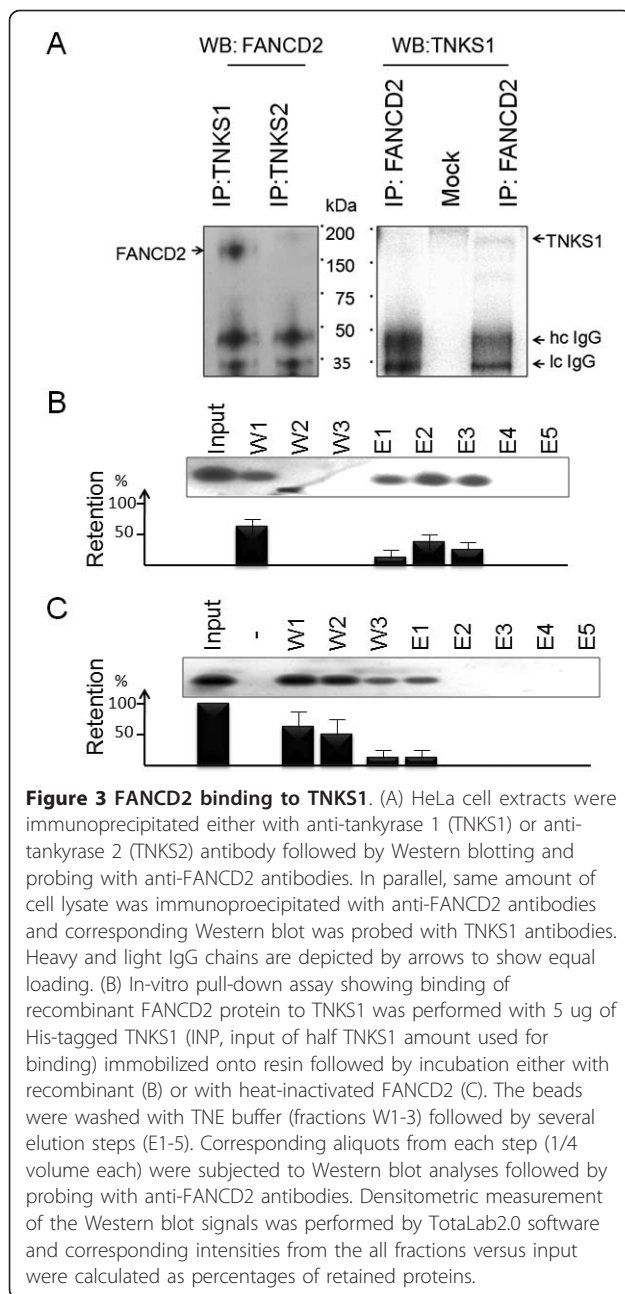 A
WB: FANCD2
WB:TNKS1
IP:TNKS1
IP:TNKS2
IP: FANCD2
Mock
IP: FANCD2
kDa
200
150
75
50
35
FANCD2
TNKS1
hc IgG
lc IgG
B
Input
W1
W2
W3
E1
E2
E3
E4
E5
Retention
%
100
50
C
Input
-
W1
W2
W3
E1
E2
E3
E4
E5
Retention
%
100
50
Figure 3 FANCD2 binding to TNKS1. (A) HeLa cell extracts were
immunoprecipitated either with anti-tankyrase 1 (TNKS1) or anti-
tankyrase 2 (TNKS2) antibody followed by Western blotting and
probing with anti-FANCD2 antibodies. In parallel, same amount of
cell lysate was immunoproecipitated with anti-FANCD2 antibodies
and corresponding Western blot was probed with TNKS1 antibodies.
Heavy and light IgG chains are depicted by arrows to show equal
loading. (B) In-vitro pull-down assay showing binding of
recombinant FANCD2 protein to TNKS1 was performed with 5 ug of
His-tagged TNKS1 (INP, input of half TNKS1 amount used for
binding) immobilized onto resin followed by incubation either with
recombinant (B) or with heat-inactivated FANCD2 (C). The beads
were washed with TNE buffer (fractions W1-3) followed by several
elution steps (E1-5). Corresponding aliquots from each step (1/4
volume each) were subjected to Western blot analyses followed by
probing with anti-FANCD2 antibodies. Densitometric measurement
of the Western blot signals was performed by TotaLab2.0 software
and corresponding intensities from the all fractions versus input
were calculated as percentages of retained proteins.